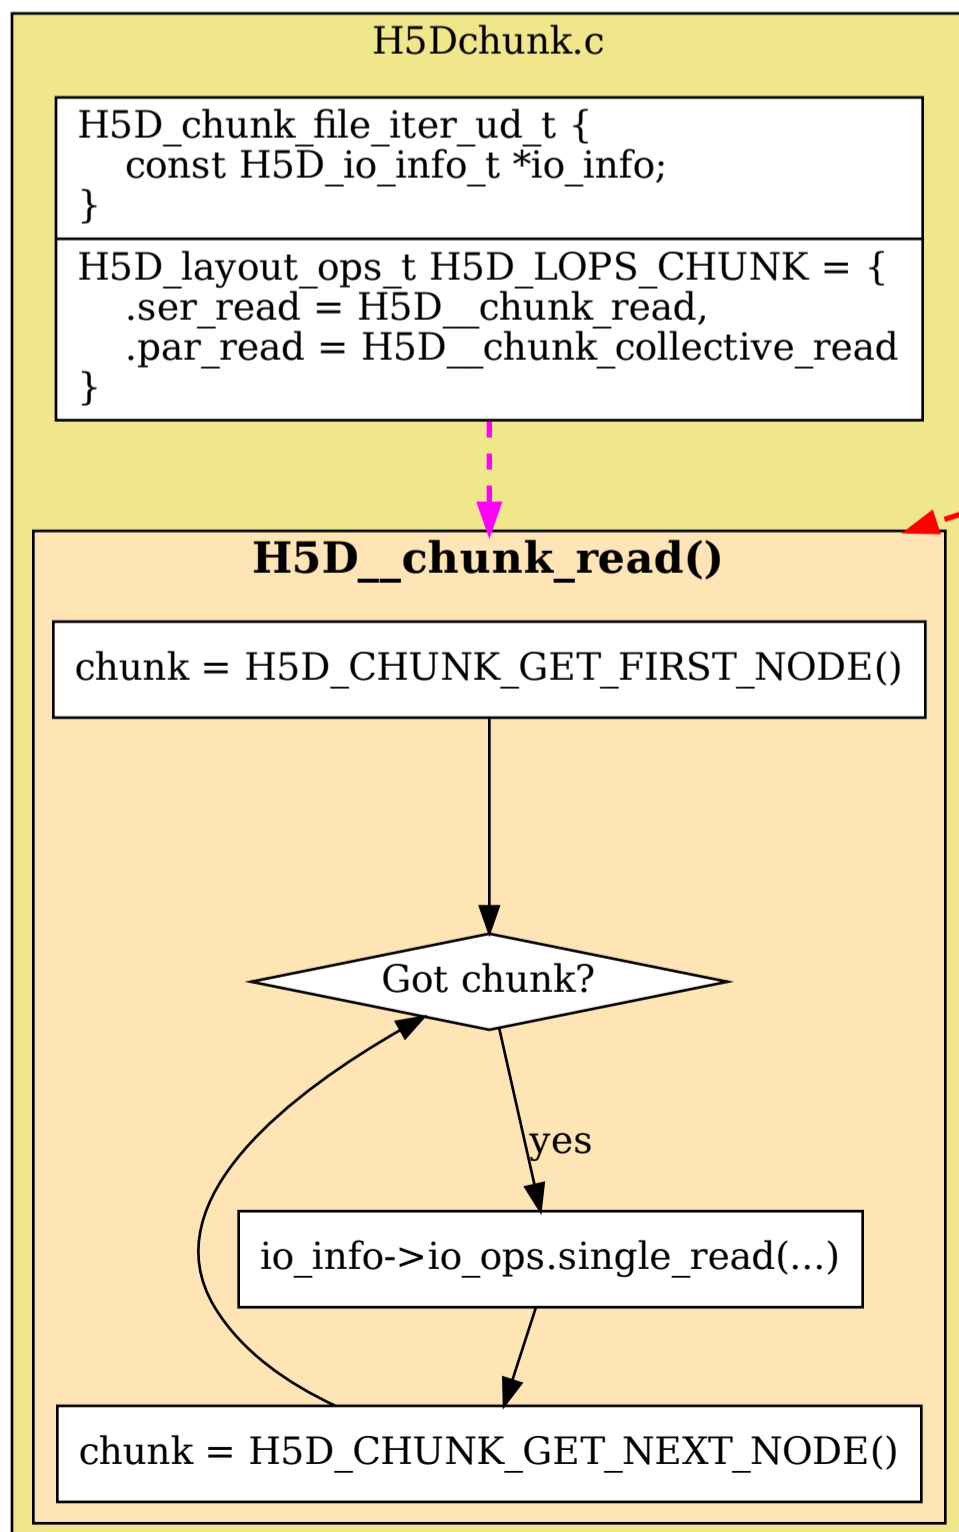 H5Dchunk.c
H5D_chunk_file_iter_ud_t {
const H5D_io_info_t *io_info;
}
H5D_layout_ops_t H5D_LOPS_CHUNK = {
.ser_read = H5D__chunk_read,
.par_read = H5D__chunk_collective_read
}
H5D__chunk_read()
chunk = H5D_CHUNK_GET_FIRST_NODE()
Got chunk?
yes
io_info->io_ops.single_read(...)
chunk = H5D_CHUNK_GET_NEXT_NODE()